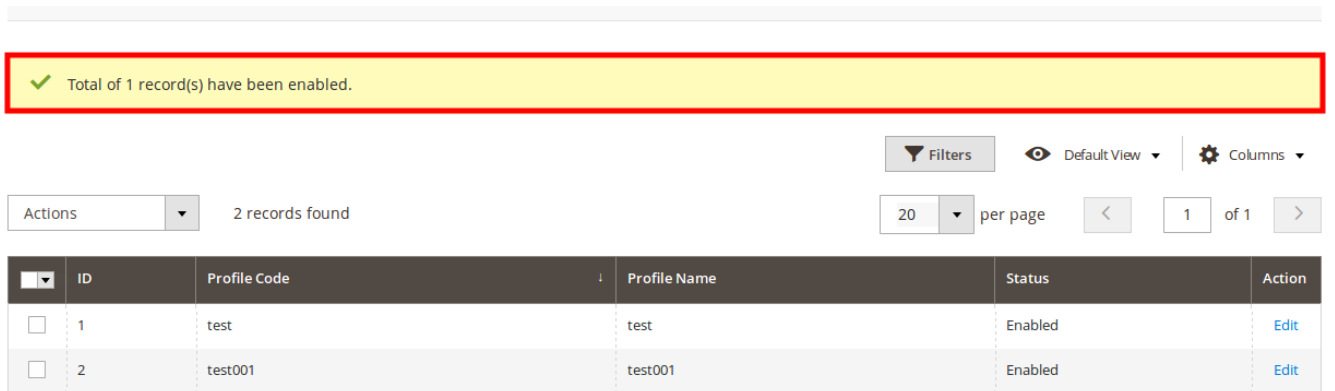 Total of 1 record(s) have been enabled.
Filters Default View Columns
Actions 2 records found 20 per page 1 of 1
ID Profile Code ↓ Profile Name Status Action
1 test test Enabled Edit
2 test001 test001 Enabled Edit